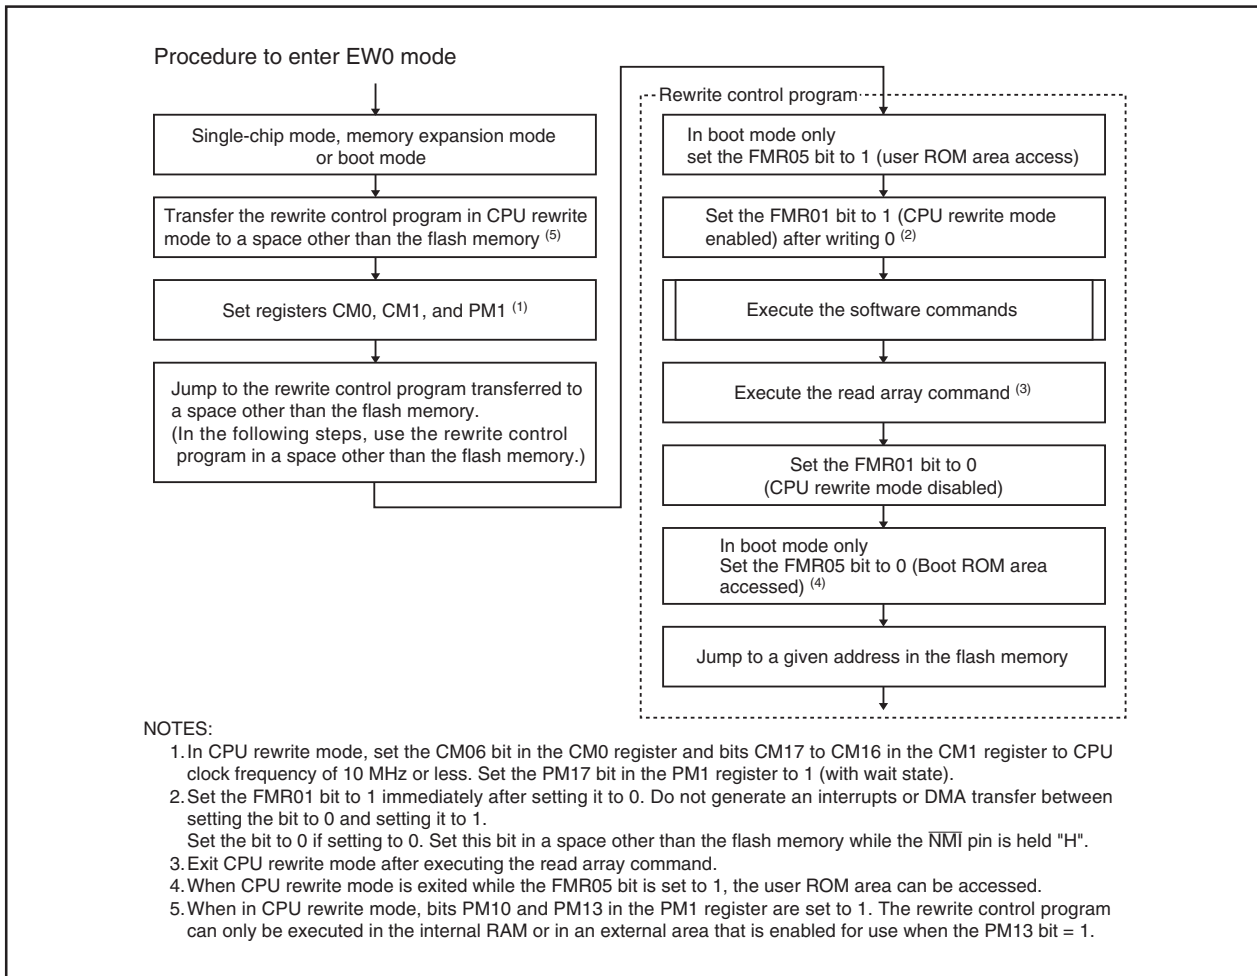 Procedure to enter EW0 mode
Single-chip mode, memory expansion mode
or boot mode
Transfer the rewrite control program in CPU rewrite
mode to a space other than the flash memory (5)
Set registers CM0, CM1, and PM1 (1)
Jump to the rewrite control program transferred to
a space other than the flash memory.
(In the following steps, use the rewrite control
program in a space other than the flash memory.)
Rewrite control program
In boot mode only
set the FMR05 bit to 1 (user ROM area access)
Set the FMR01 bit to 1 (CPU rewrite mode
enabled) after writing 0 (2)
Execute the software commands
Execute the read array command (3)
Set the FMR01 bit to 0
(CPU rewrite mode disabled)
In boot mode only
Set the FMR05 bit to 0 (Boot ROM area
accessed) (4)
Jump to a given address in the flash memory
NOTES:
1. In CPU rewrite mode, set the CM06 bit in the CM0 register and bits CM17 to CM16 in the CM1 register to CPU
clock frequency of 10 MHz or less. Set the PM17 bit in the PM1 register to 1 (with wait state).
2. Set the FMR01 bit to 1 immediately after setting it to 0. Do not generate an interrupts or DMA transfer between
setting the bit to 0 and setting it to 1.
Set the bit to 0 if setting to 0. Set this bit in a space other than the flash memory while the NMI pin is held "H".
3. Exit CPU rewrite mode after executing the read array command.
4. When CPU rewrite mode is exited while the FMR05 bit is set to 1, the user ROM area can be accessed.
5. When in CPU rewrite mode, bits PM10 and PM13 in the PM1 register are set to 1. The rewrite control program
can only be executed in the internal RAM or in an external area that is enabled for use when the PM13 bit = 1.